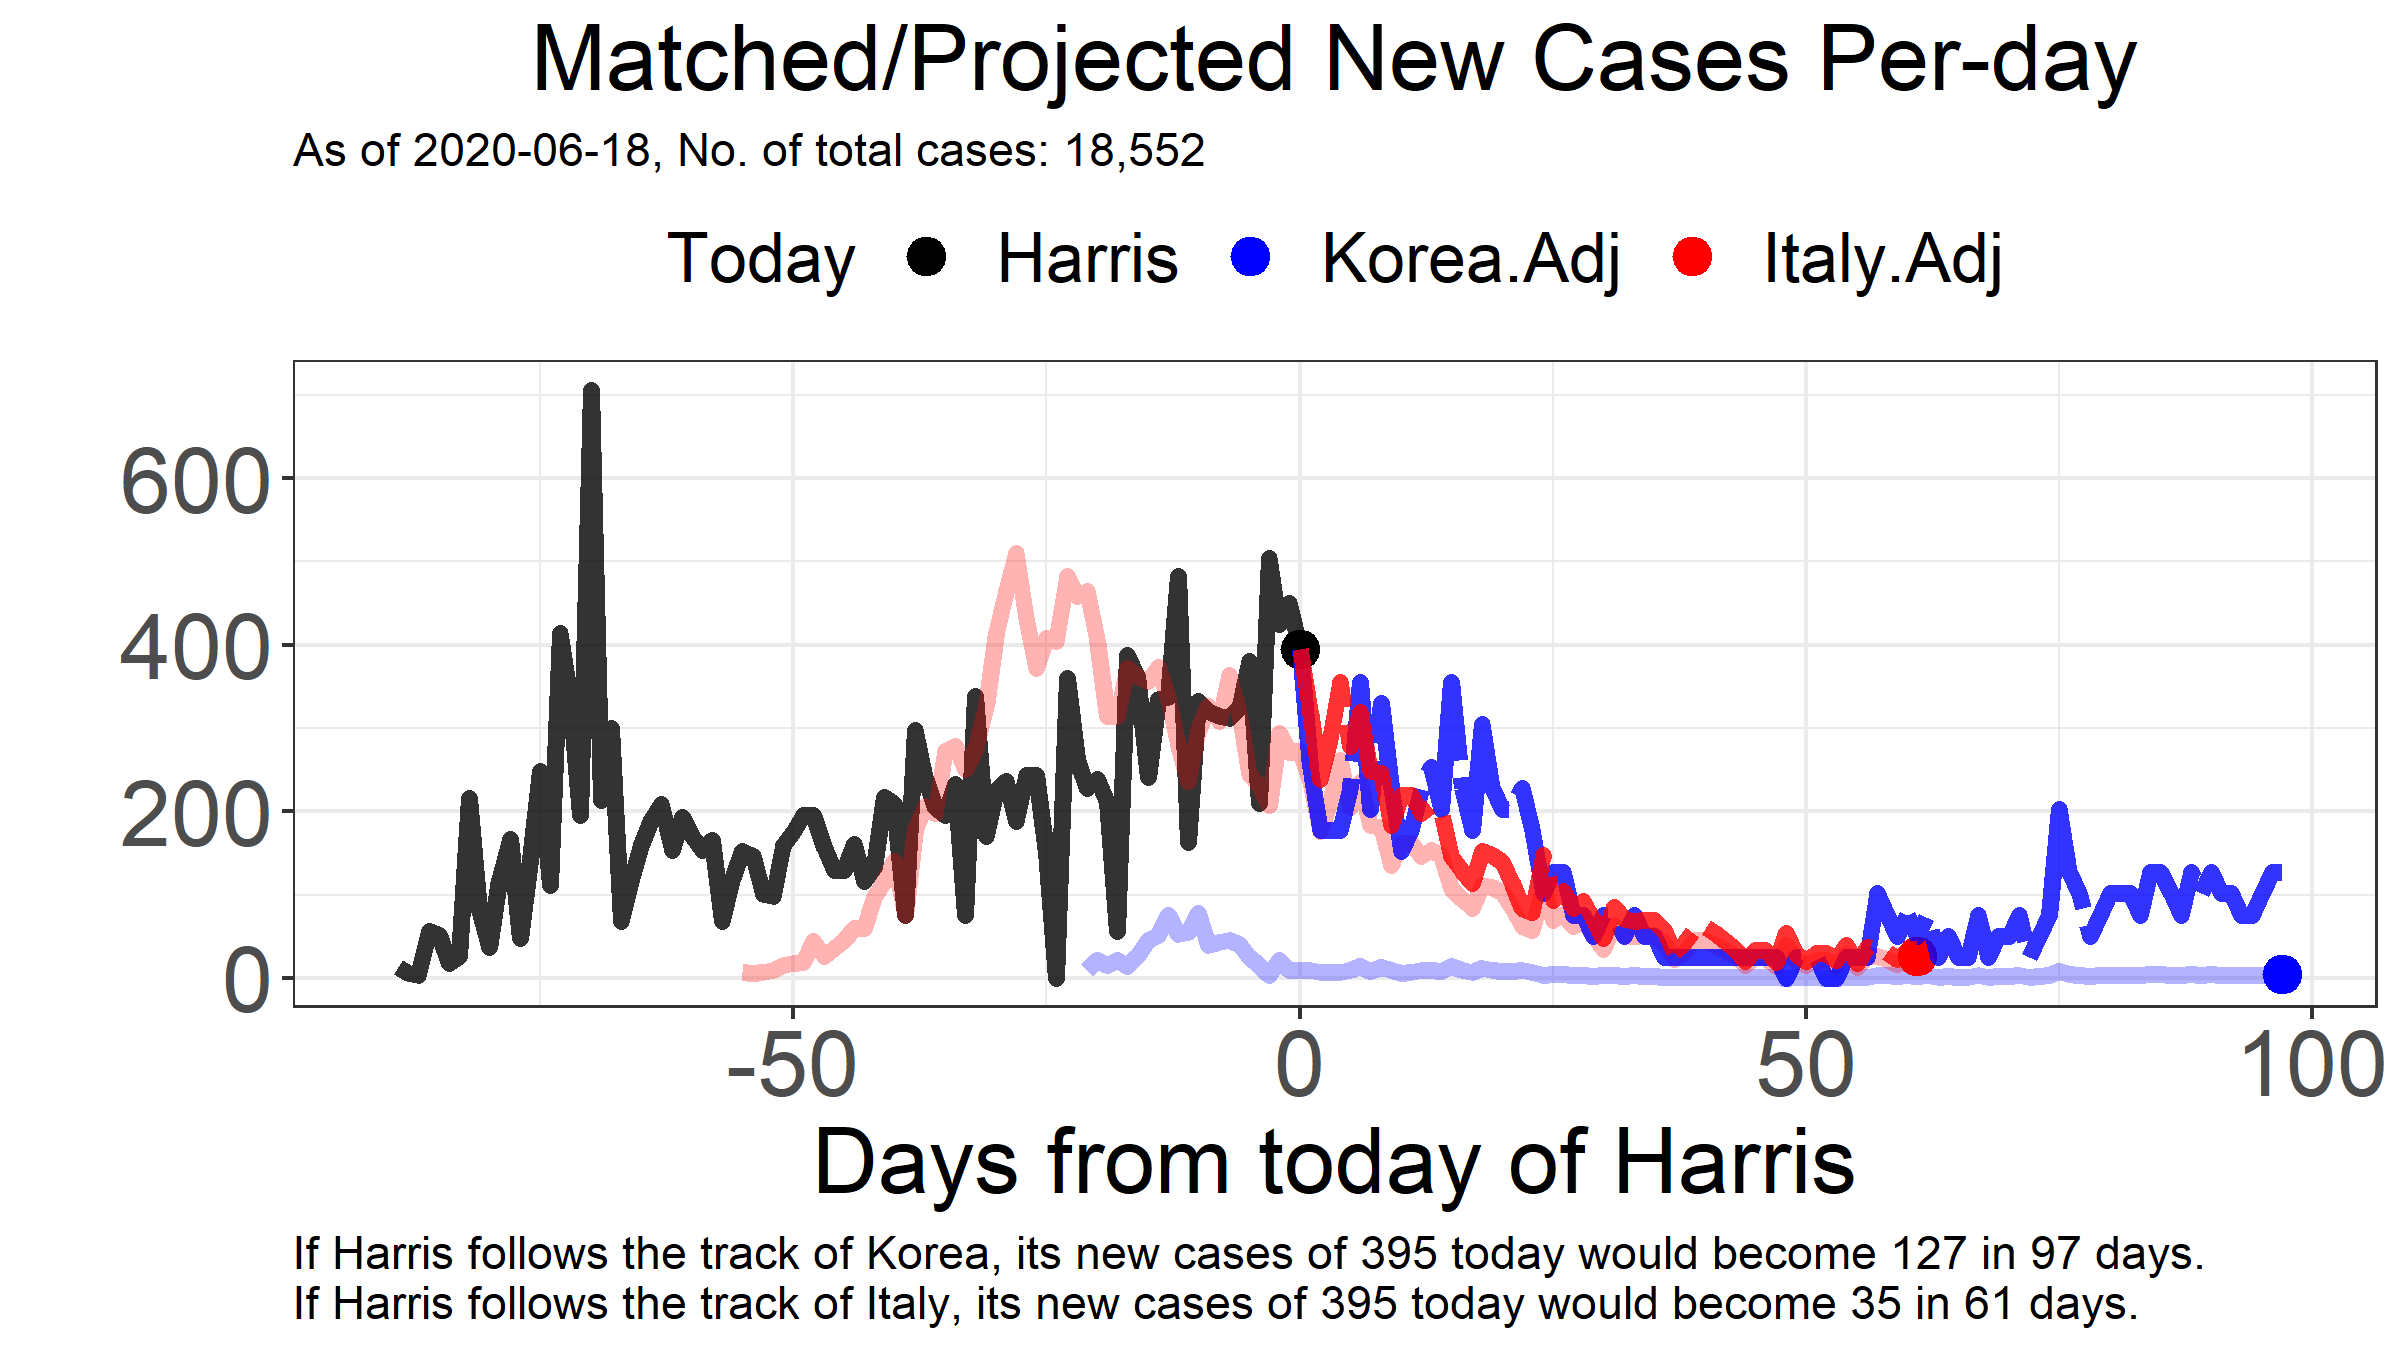 Matched/Projected New Cases Per-day
As of 2020-06-18, No. of total cases: 18,552
Today Harris Korea.Adj Italy.Adj
600
400
200
0
-50 0 50 100
Days from today of Harris
If Harris follows the track of Korea, its new cases of 395 today would become 127 in 97 days.
If Harris follows the track of Italy, its new cases of 395 today would become 35 in 61 days.